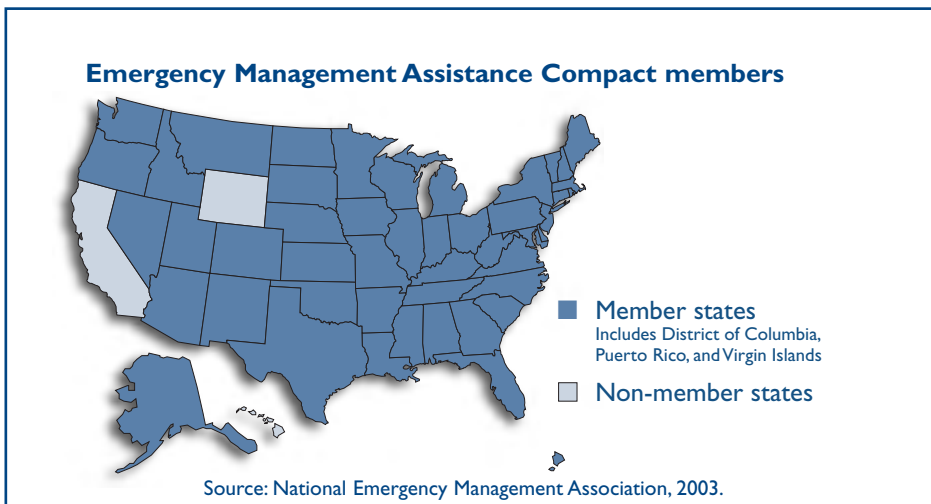 Emergency Management Assistance Compact members
Member states
Includes District of Columbia,
Puerto Rico, and Virgin Islands
Non-member states
Source: National Emergency Management Association, 2003.